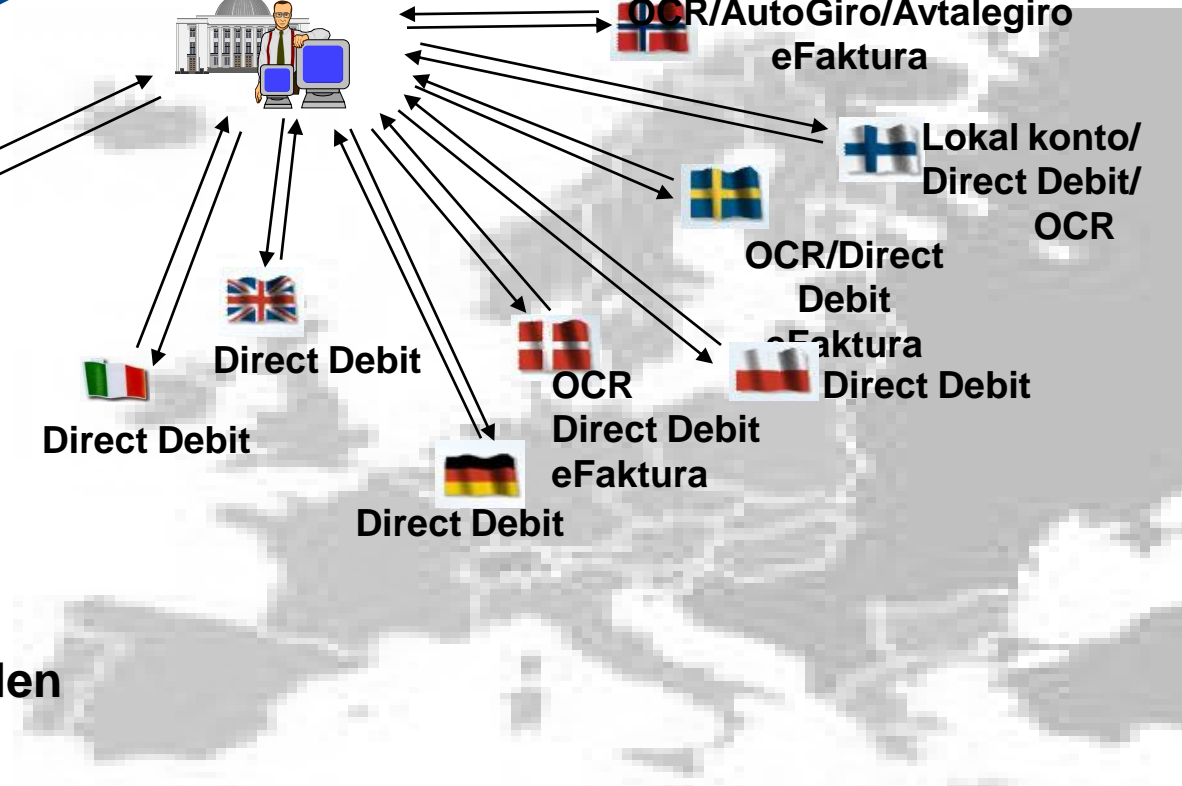 OCR/AutoGiro/Avtalegiro
eFaktura
Lokal konto/
Direct Debit/
OCR
OCR/Direct
Debit
eFaktura
Direct Debit
Direct Debit
OCR
Direct Debit
eFaktura
Direct Debit
Direct Debit